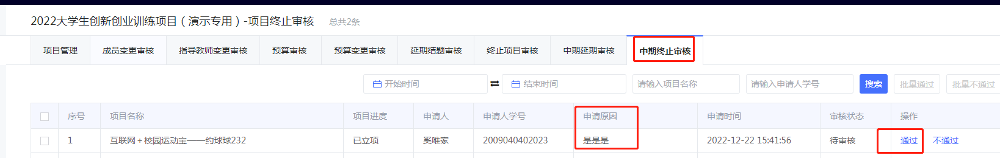 2022大学生创新创业训练项目（演示专用）-项目终止审核 总共2条
项目管理 成员变更审核 指导教师变更审核 预算审核 预算变更审核 延期结题审核 终止项目审核 中期延期审核 中期终止审核
开始时间 结束时间 请输入项目名称 请输入申请人学号 搜索 批量通过 批量不通过
序号 项目名称 项目进度 申请人 申请人学号 申请原因 申请时间 审核状态 操作
1 互联网＋校园运动宝——约球球232 已立项 奚唯家 2009040402023 是是是 2022-12-22 15:41:56 待审核 通过 不通过